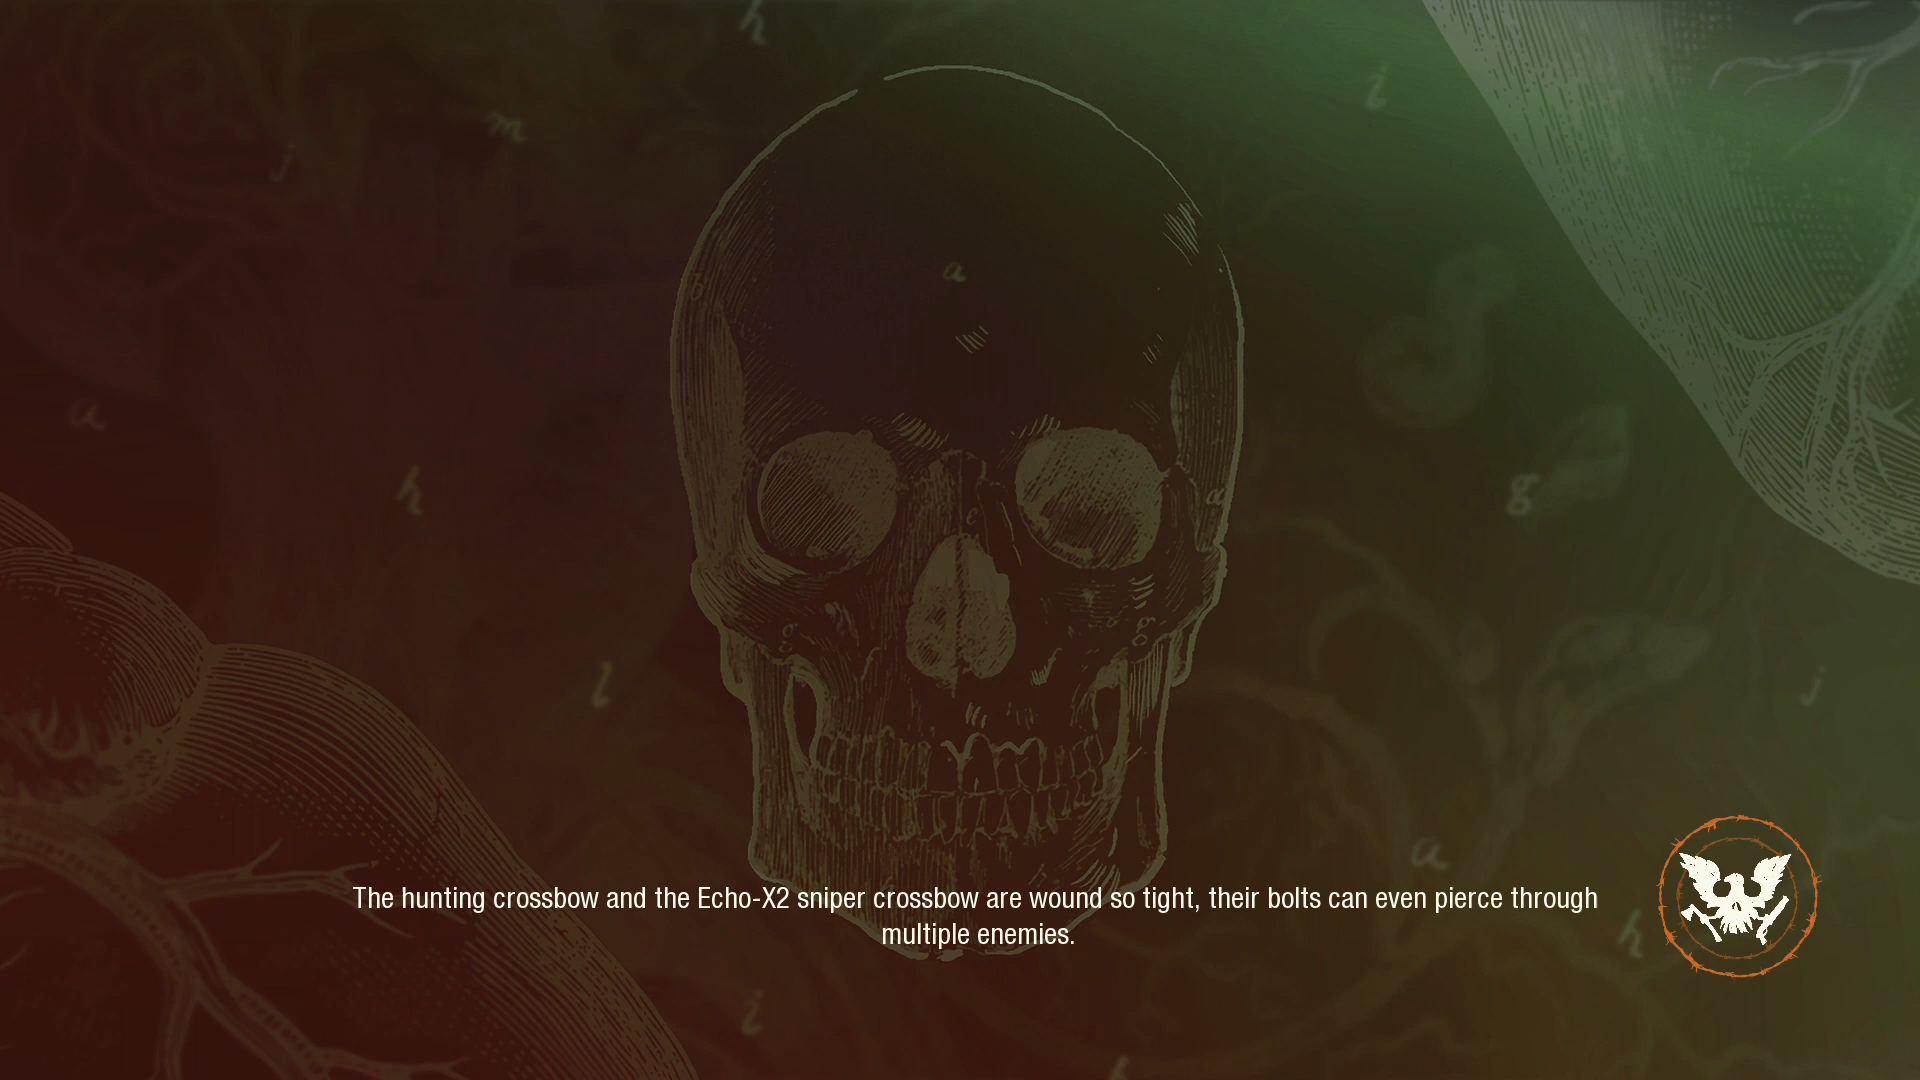 h
i
m
j
a
b
a
h
e
a
g
g
g
l
j
a
The hunting crossbow and the Echo-X2 sniper crossbow are wound so tight, their bolts can even pierce through
multiple enemies.
h
i
h